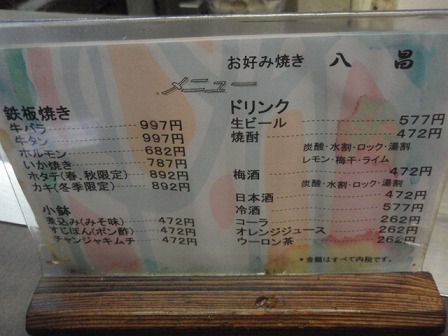 お好み焼き 八昌
メニュー
鉄板焼き
牛バラ 997円
牛タン 997円
ホルモン 682円
いか焼き 787円
ホタテ(春、秋限定) 892円
カキ(冬季限定) 892円
小鉢
煮込み(みそ味) 472円
すじぽん(ポン酢) 472円
チャンジャキムチ 472円
ドリンク
生ビール 577円
焼酎 472円
炭酸・水割・ロック・湯割
レモン・梅干・ライム
梅酒 472円
炭酸・水割・ロック・湯割
日本酒 472円
冷酒 577円
コーラ 262円
オレンジジュース 262円
ウーロン茶 262円
*金額はすべて内税です。